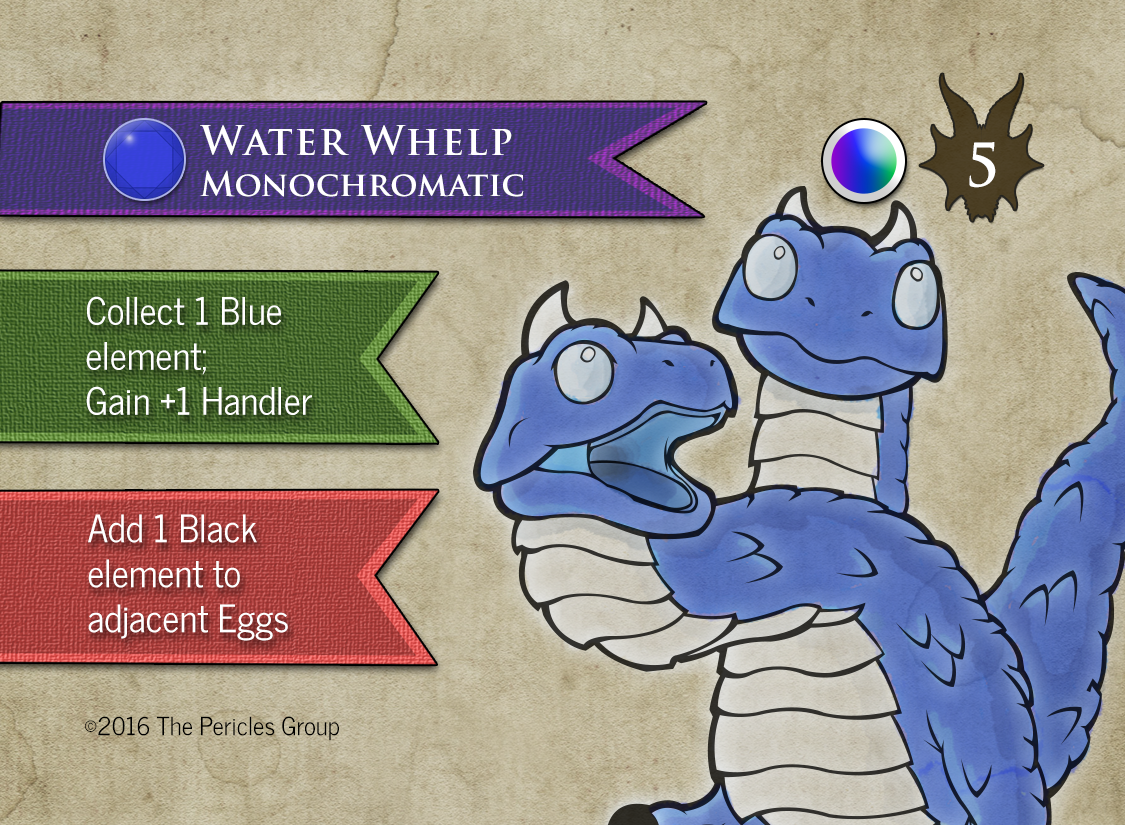 Water Whelp
Monochromatic
5
Collect 1 Blue
element;
Gain +1 Handler
Add 1 Black
element to
adjacent Eggs
©2016 The Pericles Group